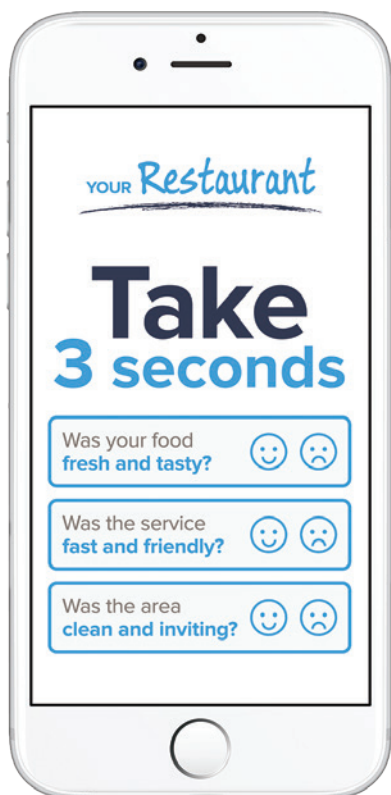 YOUR Restaurant
Take
3 seconds
Was your food
fresh and tasty?
Was the service
fast and friendly?
Was the area
clean and inviting?